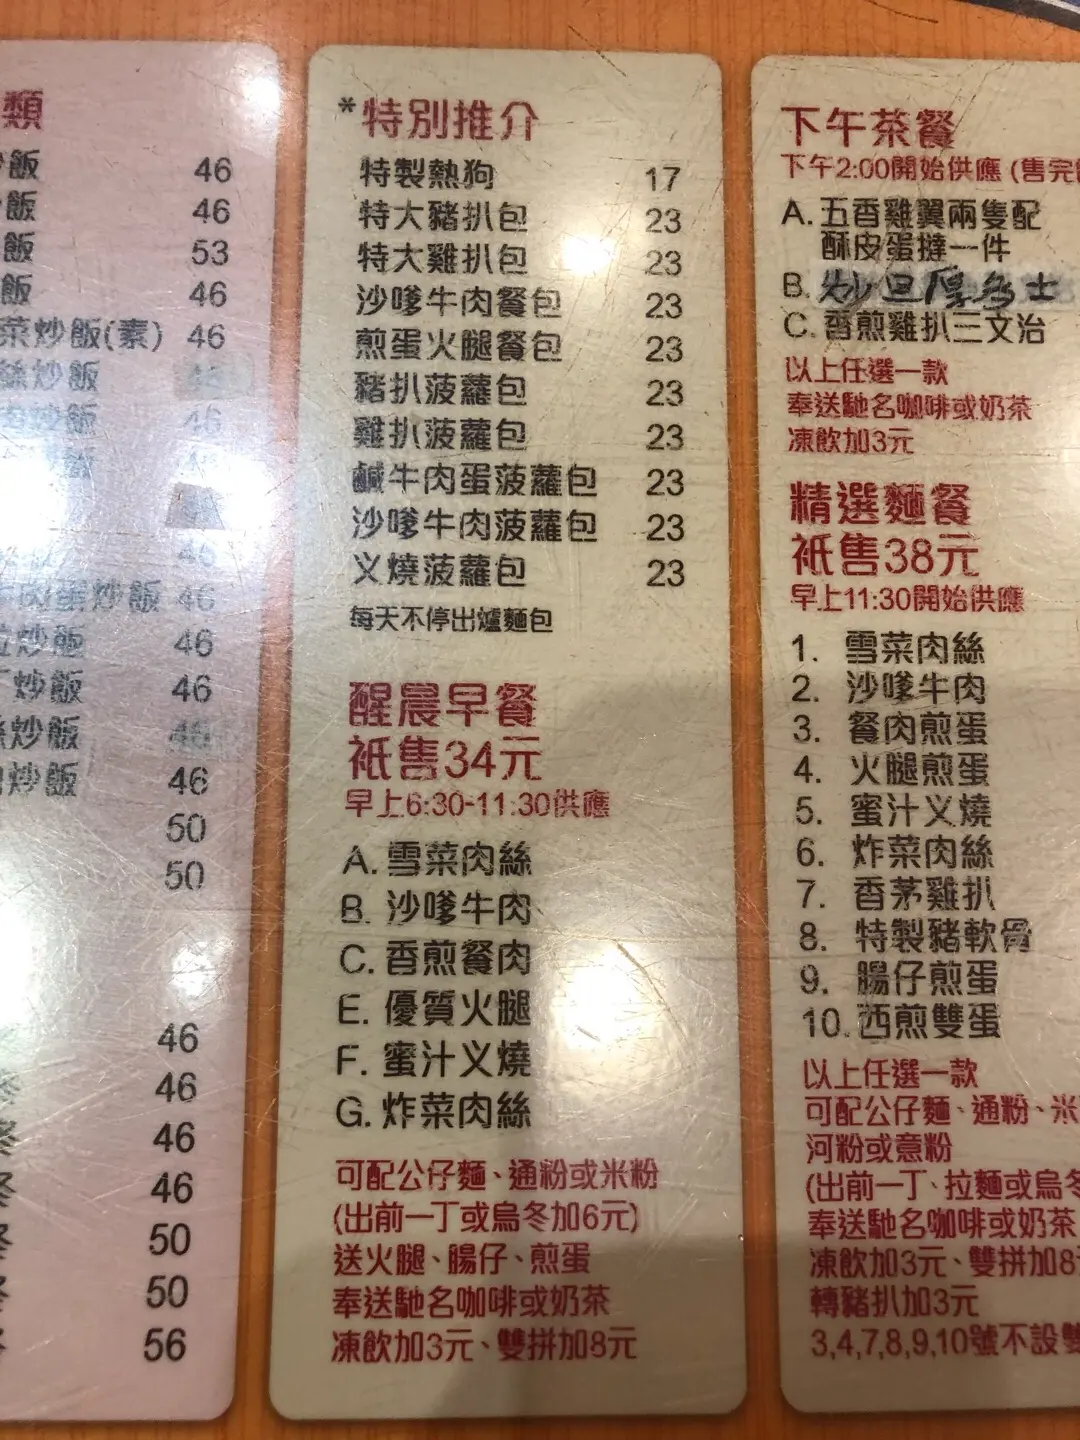 類
飯 46
飯 46
飯 53
飯 46
菜炒飯(素) 46
絲炒飯 46
46
46
肉蛋炒飯 46
炒飯 46
丁炒飯 46
炒飯 46
炒飯 46
50
50
46
46
46
46
50
50
56
*特別推介
特製熱狗 17
特大豬扒包 23
特大雞扒包 23
沙嗲牛肉餐包 23
煎蛋火腿餐包 23
豬扒菠蘿包 23
雞扒菠蘿包 23
鹹牛肉蛋菠蘿包 23
沙嗲牛肉菠蘿包 23
义燒菠蘿包 23
每天不停出爐麵包
醒晨早餐
祗售34元
早上6:30-11:30供應
A. 雪菜肉絲
B. 沙嗲牛肉
C. 香煎餐肉
E. 優質火腿
F. 蜜汁义燒
G. 炸菜肉絲
可配公仔麵、通粉或米粉
(出前一丁或烏冬加6元)
送火腿、腸仔、煎蛋
奉送馳名咖啡或奶茶
凍飲加3元、雙拼加8元
下午茶餐
下午2:00開始供應 (售完
A. 五香雞翼兩隻配
酥皮蛋撻一件
B. 炒旦厚多士
C. 香煎雞扒三文治
以上任選一款
奉送馳名咖啡或奶茶
凍飲加3元
精選麵餐
祗售38元
早上11:30開始供應
1. 雪菜肉絲
2. 沙嗲牛肉
3. 餐肉煎蛋
4. 火腿煎蛋
5. 蜜汁义燒
6. 炸菜肉絲
7. 香茅雞扒
8. 特製豬軟骨
9. 腸仔煎蛋
10. 西煎雙蛋
以上任選一款
可配公仔麵、通粉、米
河粉或意粉
(出前一丁、拉麵或烏冬
奉送馳名咖啡或奶茶
凍飲加3元、雙拼加8
轉豬扒加3元
3,4,7,8,9,10號不設雙